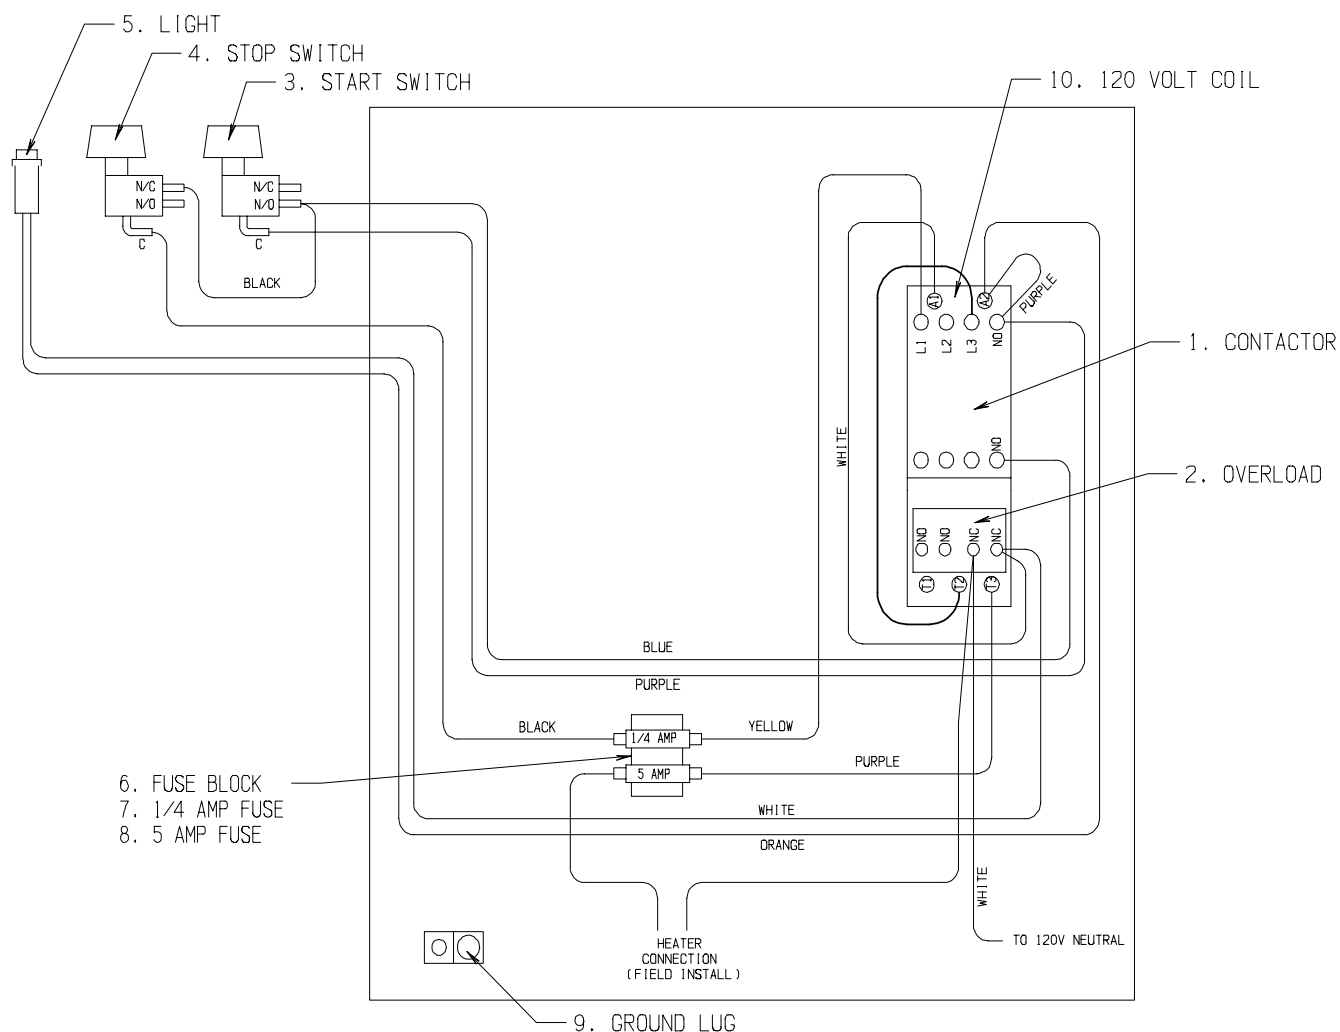 5. LIGHT
4. STOP SWITCH
3. START SWITCH
10. 120 VOLT COIL
N/C
N/O
C
N/C
N/O
C
BLACK
A1
A2
PURPLE
L1
L2
L3
NO
1. CONTACTOR
WHITE
NO
2. OVERLOAD
NO
NO
NC
NC
T1
T2
T3
BLUE
PURPLE
BLACK
1/4 AMP
YELLOW
5 AMP
PURPLE
6. FUSE BLOCK
7. 1/4 AMP FUSE
8. 5 AMP FUSE
WHITE
ORANGE
WHITE
HEATER
CONNECTION
(FIELD INSTALL)
TO 120V NEUTRAL
9. GROUND LUG